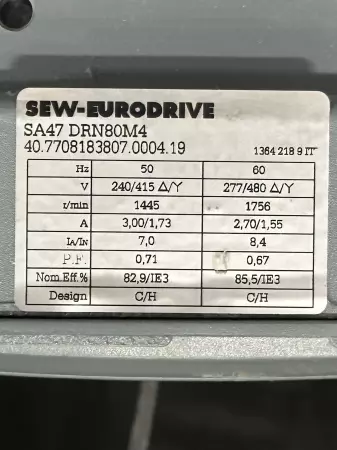 SEW-EURODRIVE
SA47 DRN80M4
40.7708183807.0004.19 1364 218 9 IT
Hz 50 60
V 240/415 Δ/Y 277/480 Δ/Y
r/min 1445 1756
A 3,00/1,73 2,70/1,55
IA/IN 7,0 8,4
P.F. 0,71 0,67
Nom.Eff.% 82,9/IE3 85,5/IE3
Design C/H C/H